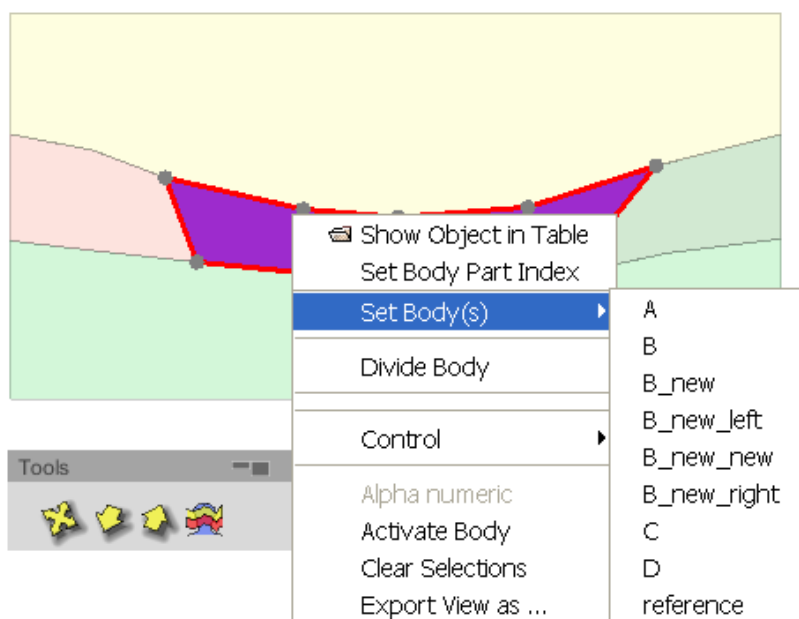 Show Object in Table
Set Body Part Index
Set Body(s)
Divide Body
Control
Alpha numeric
Activate Body
Clear Selections
Export View as ...
A
B
B_new
B_new_left
B_new_new
B_new_right
C
D
reference
Tools